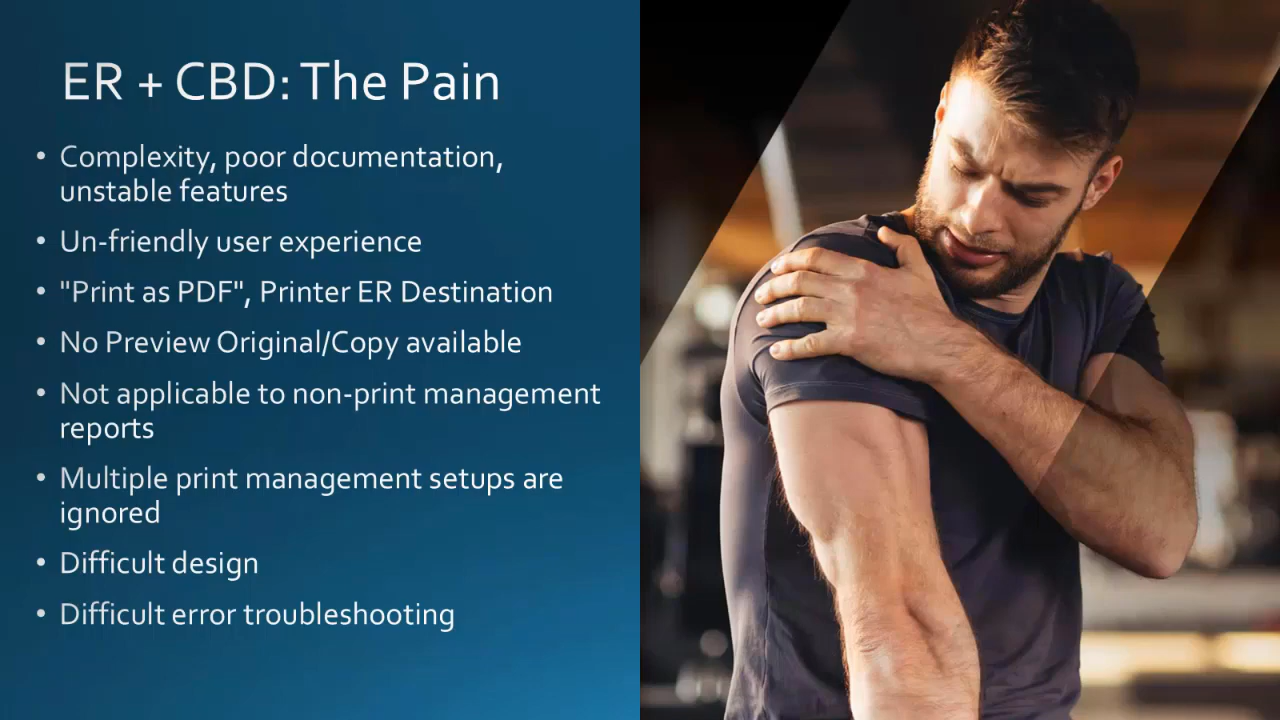 ER + CBD: The Pain
• Complexity, poor documentation,
unstable features
• Un-friendly user experience
• "Print as PDF", Printer ER Destination
• No Preview Original/Copy available
• Not applicable to non-print management
reports
• Multiple print management setups are
ignored
• Difficult design
• Difficult error troubleshooting